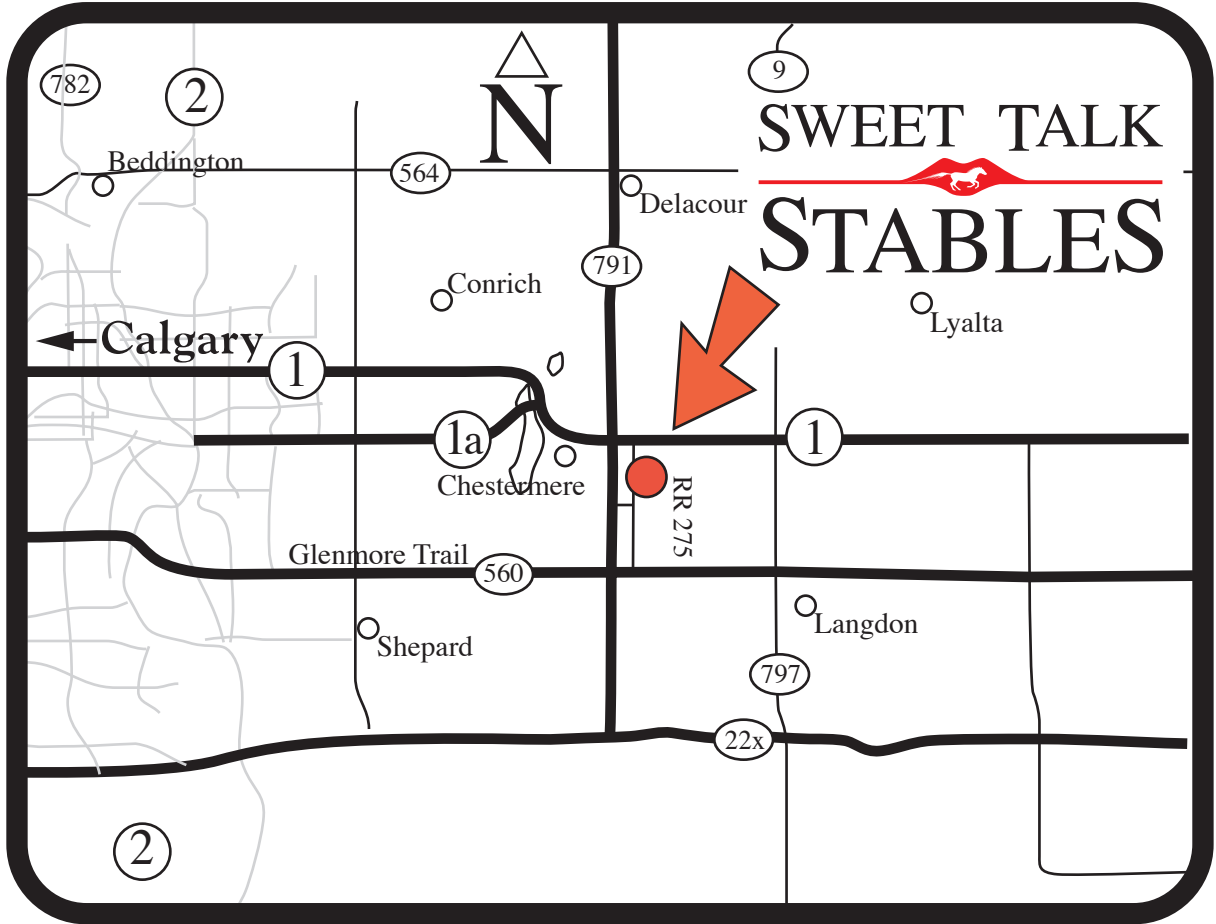 782
2
9
SWEET TALK
STABLES
N
Beddington
564
Delacour
791
Conrich
Lyalta
Calgary
1
1a
1
Chestermere
RR 275
Glenmore Trail
560
Langdon
Shepard
797
22x
2